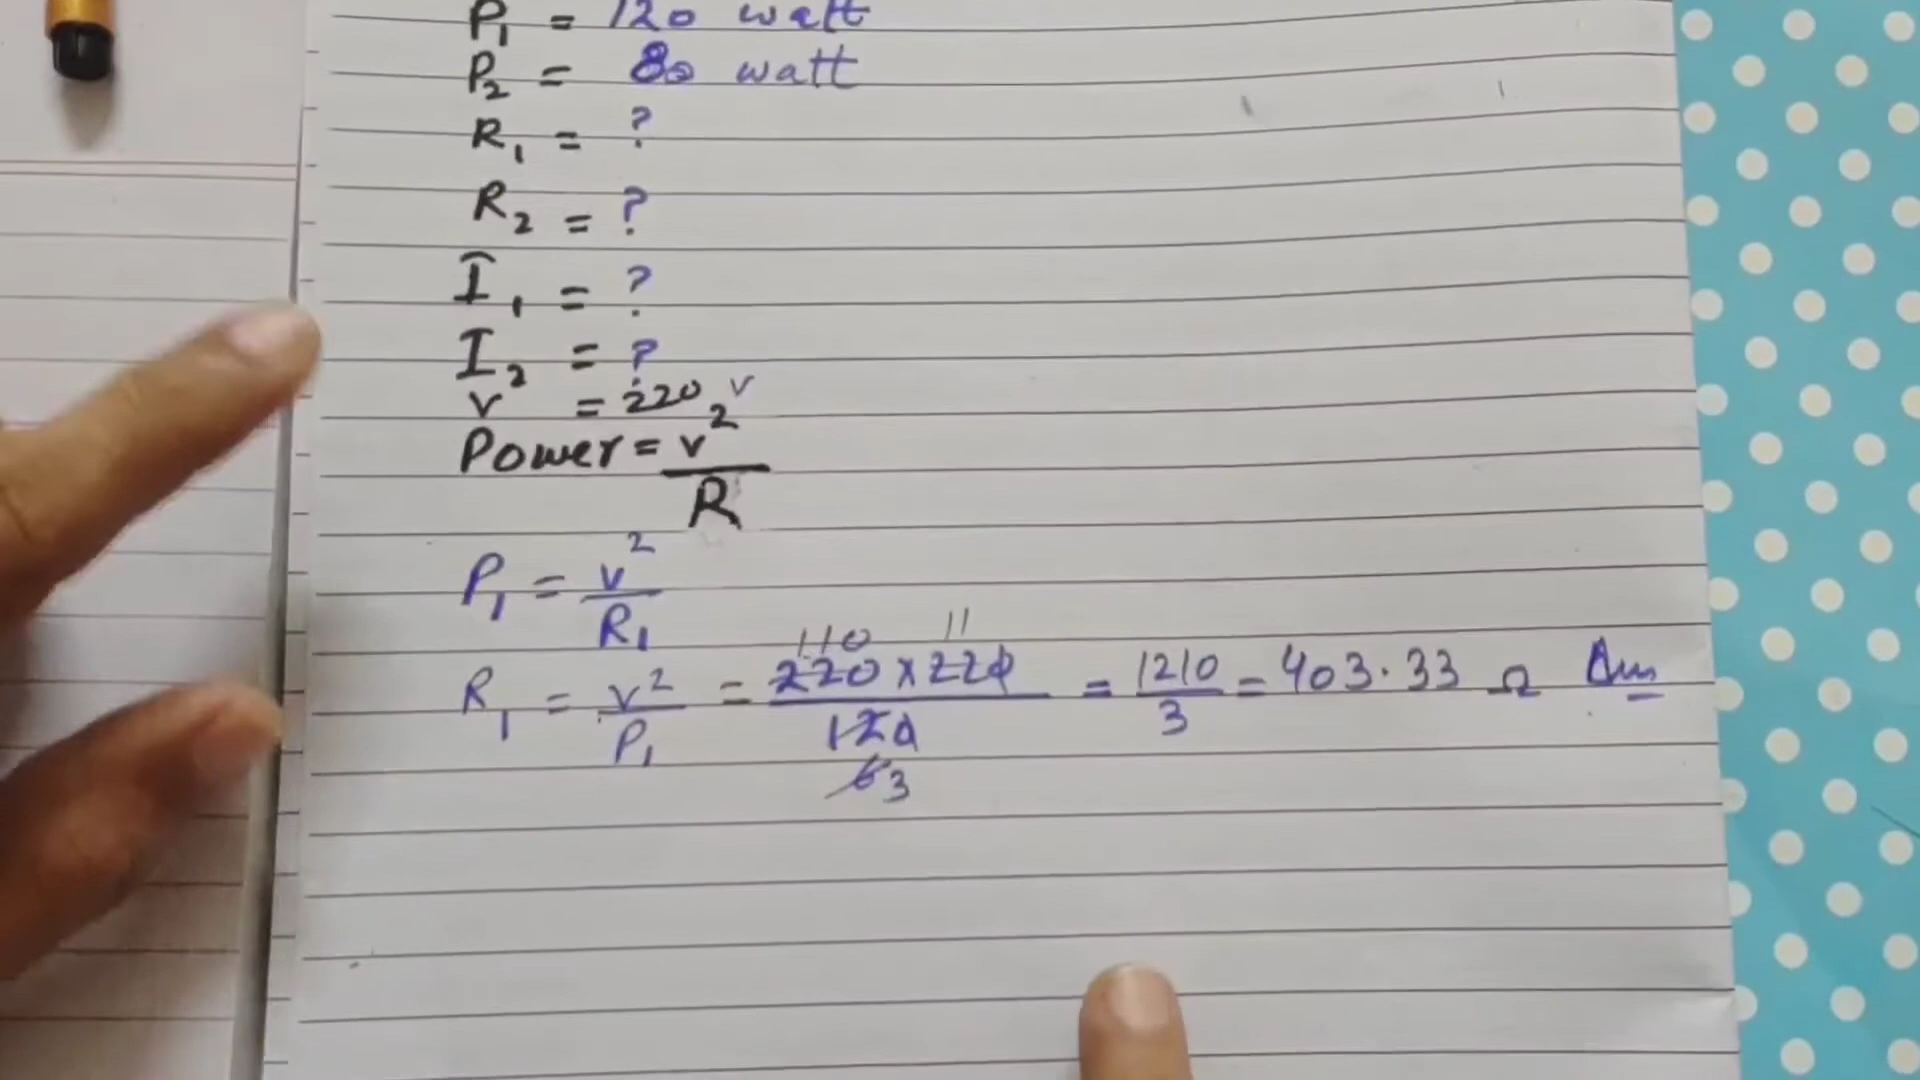 P₁ = 120 watt
P₂ = 80 watt
R₁ = ?
R₂ = ?
I₁ = ?
I₂ = ?
V = 220 V
Power = V²
R
P₁ = V²
R₁
110 11
R₁ = V² = 220 x 220 = 1210 = 403.33 Ω Ans
P₁ 120 3
6 3